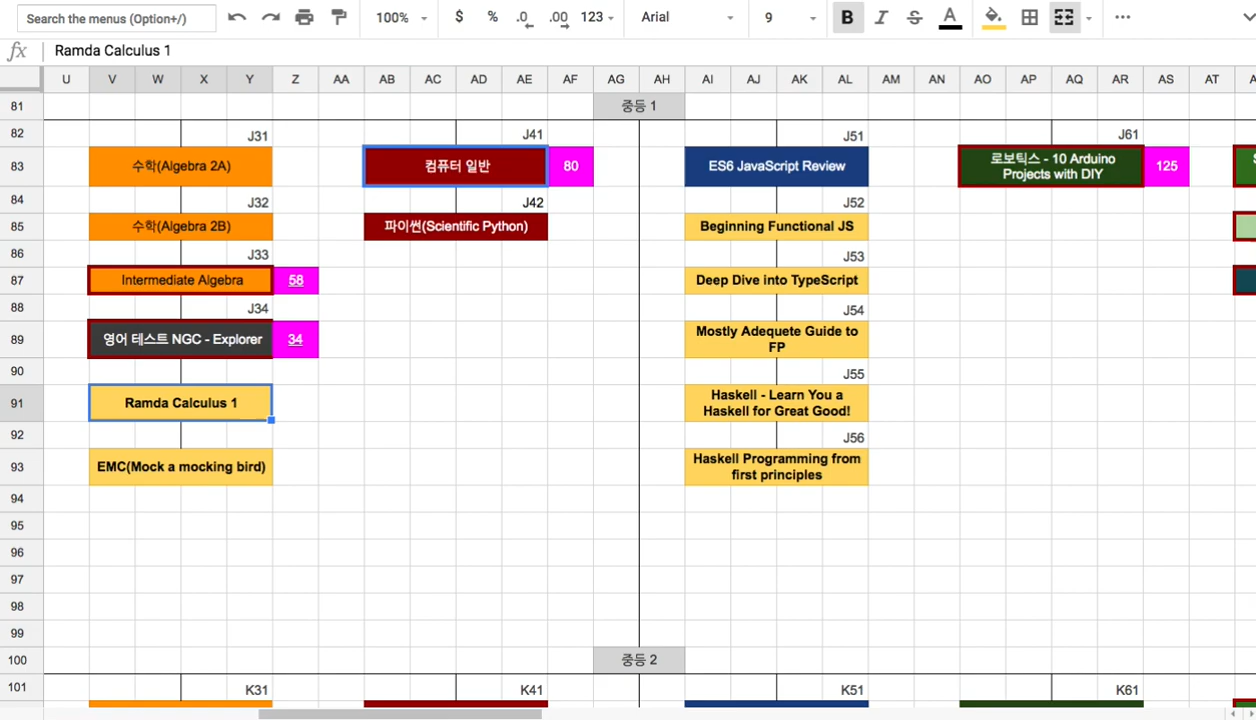 Search the menus (Option+/)
100%
$
%
.0
.00
123
Arial
9
B
I
S
A
fx
Ramda Calculus 1
U V W X Y Z AA AB AC AD AE AF AG AH AI AJ AK AL AM AN AO AP AQ AR AS AT
81
중등 1
82
J31
J41
J51
J61
83
수학(Algebra 2A)
컴퓨터 일반
80
ES6 JavaScript Review
로보틱스 - 10 Arduino
Projects with DIY
125
84
J32
J42
J52
85
수학(Algebra 2B)
파이썬(Scientific Python)
Beginning Functional JS
86
J33
J53
87
Intermediate Algebra
58
Deep Dive into TypeScript
88
J34
J54
89
영어 테스트 NGC - Explorer
34
Mostly Adequete Guide to
FP
90
J55
91
Ramda Calculus 1
Haskell - Learn You a
Haskell for Great Good!
92
J56
93
EMC(Mock a mocking bird)
Haskell Programming from
first principles
94
95
96
97
98
99
100
중등 2
101
K31
K41
K51
K61